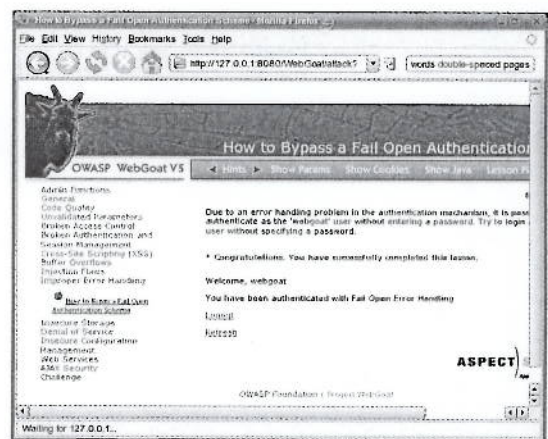 How to Bypass a Fail Open Authentication Scheme - Mozilla Firefox
File Edit View History Bookmarks Tools Help
http://127.0.0.1:8080/WebGoat/attack?
words double-spaced pages
How to Bypass a Fail Open Authentication
OWASP WebGoat V5
Hints Show Params Show Cookies Show Java Lesson
Admin Functions
General
Code Quality
Unvalidated Parameters
Broken Access Control
Broken Authentication and
Session Management
Cross-Site Scripting (XSS)
Buffer Overflows
Injection Flaws
Improper Error Handling
How to Bypass a Fail Open
Authentication Scheme
Insecure Storage
Denial of Service
Insecure Configuration
Management
Web Services
AJAX Security
Challenge
Due to an error handling problem in the authentication mechanism, it is
authenticate as the 'webgoat' user without entering a password. Try to login
user without specifying a password.
* Congratulations. You have successfully completed this lesson.
Welcome, webgoat
You have been authenticated with Fail Open Error Handling
Logout
Refresh
ASPECT
OWASP Foundation | Project WebGoat
Waiting for 127.0.0.1...